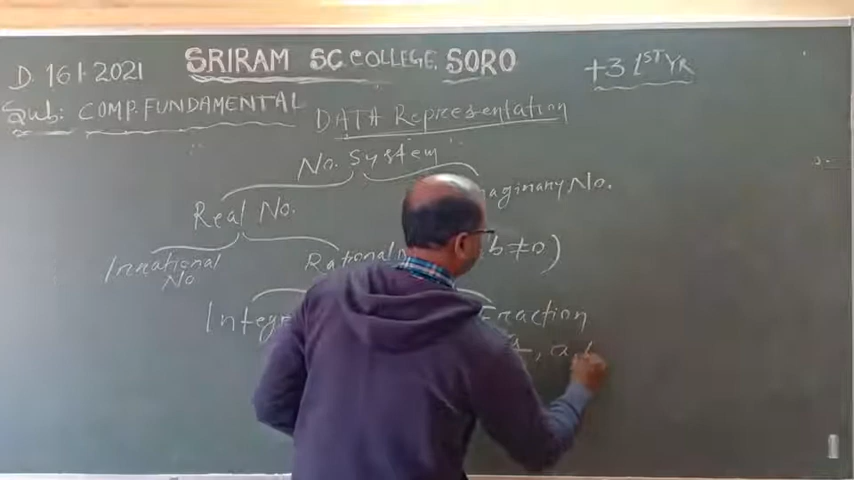 SRIRAM SC COLLEGE, SORO
D. 16 1. 2021
+3 1ST YR
Sub: COMP. FUNDAMENTAL
DATA Representation
No. System
Real No.
maginary No.
Irrational No.
Rational
b ≠ 0)
Integ
Fraction
, a,